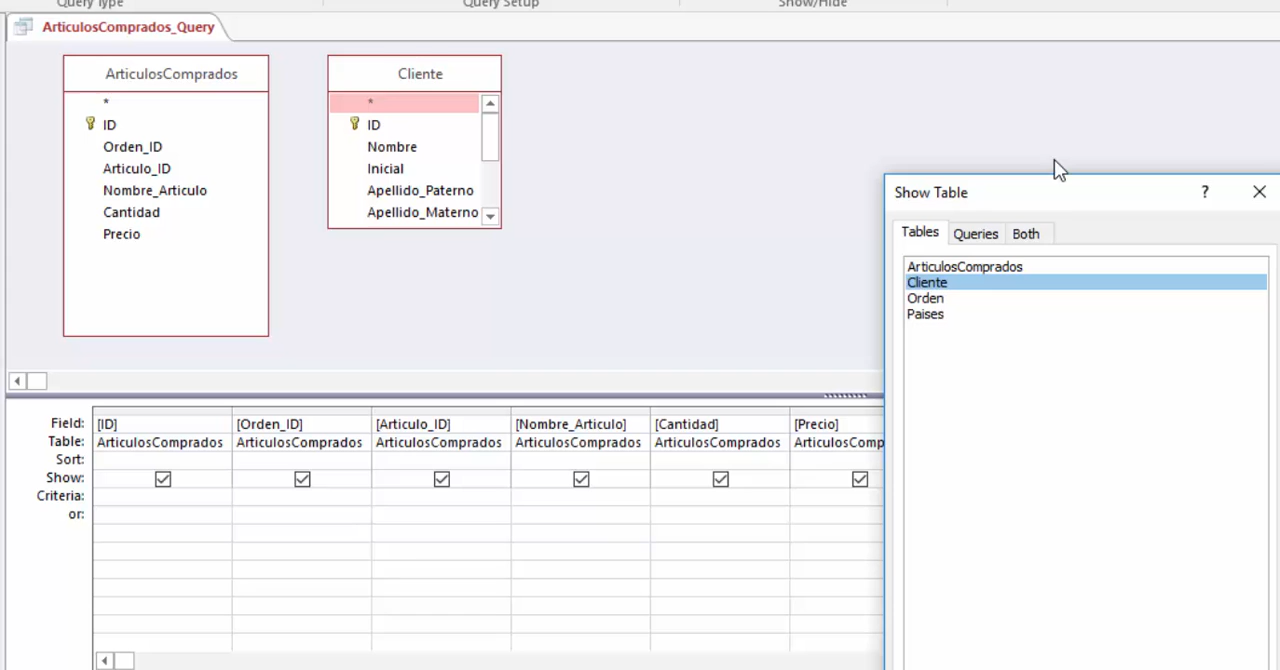 Query Type
Query Setup
Show/Hide
ArticulosComprados_Query
ArticulosComprados
*
ID
Orden_ID
Articulo_ID
Nombre_Articulo
Cantidad
Precio
Cliente
*
ID
Nombre
Inicial
Apellido_Paterno
Apellido_Materno
Show Table
?
Tables Queries Both
ArticulosComprados
Cliente
Orden
Paises
Field: [ID] [Orden_ID] [Articulo_ID] [Nombre_Articulo] [Cantidad] [Precio]
Table: ArticulosComprados ArticulosComprados ArticulosComprados ArticulosComprados ArticulosComprados ArticulosComp
Sort:
Show:
Criteria:
or: